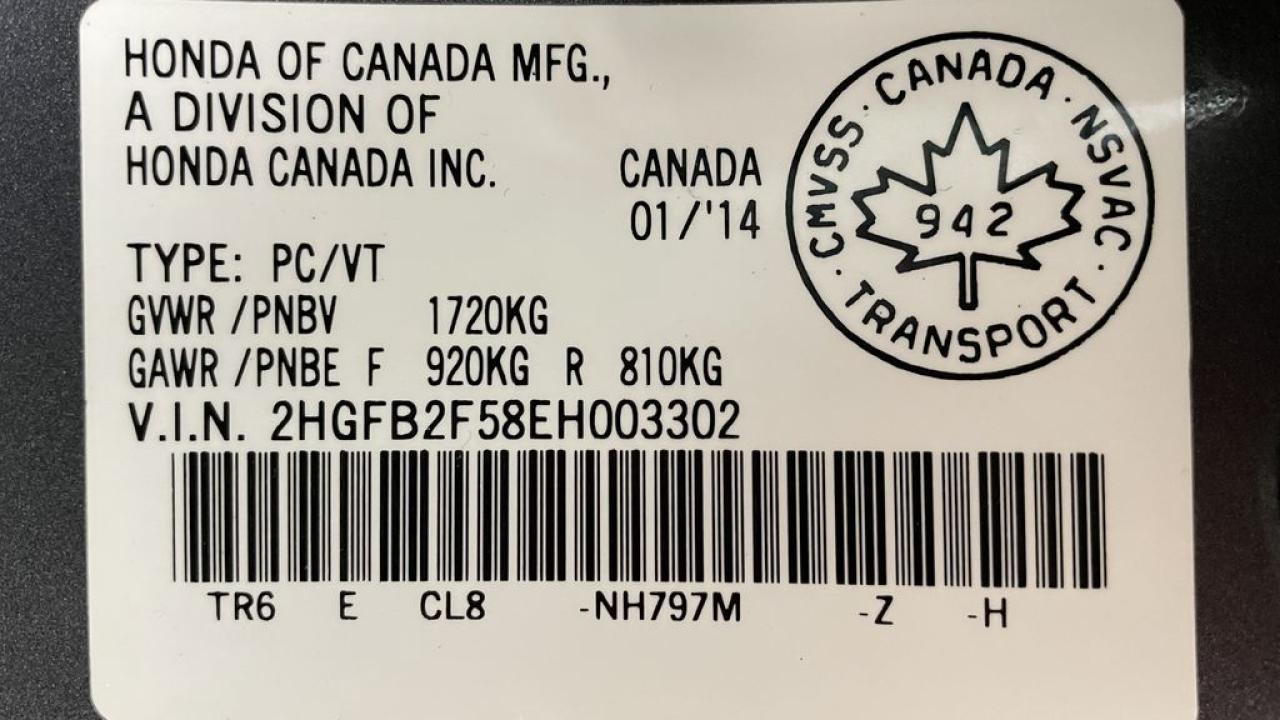 HONDA OF CANADA MFG.,
A DIVISION OF
HONDA CANADA INC.
CANADA
01/'14
CMVSS · CANADA · NSVAC · TRANSPORT ·
942
TYPE: PC/VT
GVWR /PNBV 1720KG
GAWR /PNBE F 920KG R 810KG
V.I.N. 2HGFB2F58EH003302
TR6 E CL8 -NH797M -Z -H